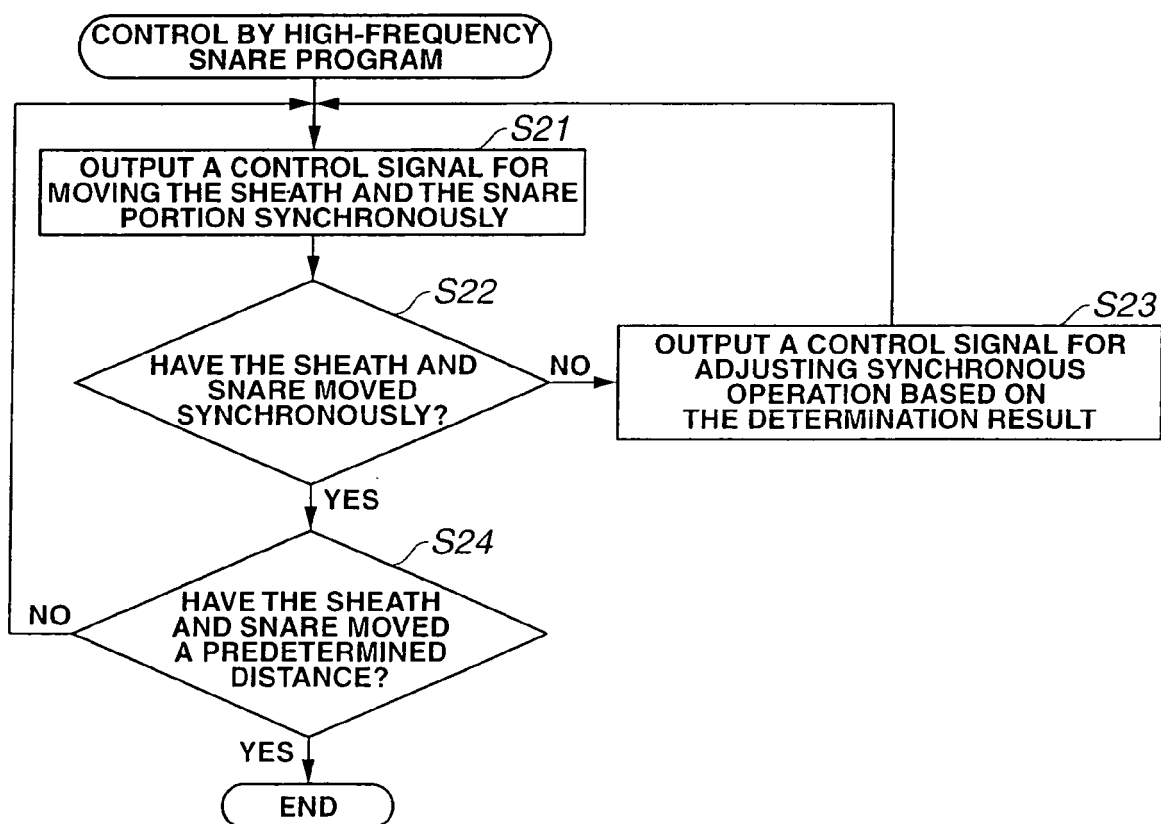 CONTROL BY HIGH-FREQUENCY
SNARE PROGRAM
S21
OUTPUT A CONTROL SIGNAL FOR
MOVING THE SHEATH AND THE SNARE
PORTION SYNCHRONOUSLY
S22
HAVE THE SHEATH AND
SNARE MOVED
SYNCHRONOUSLY?
NO
S23
OUTPUT A CONTROL SIGNAL FOR
ADJUSTING SYNCHRONOUS
OPERATION BASED ON
THE DETERMINATION RESULT
YES
S24
HAVE THE SHEATH
AND SNARE MOVED
A PREDETERMINED
DISTANCE?
NO
YES
END